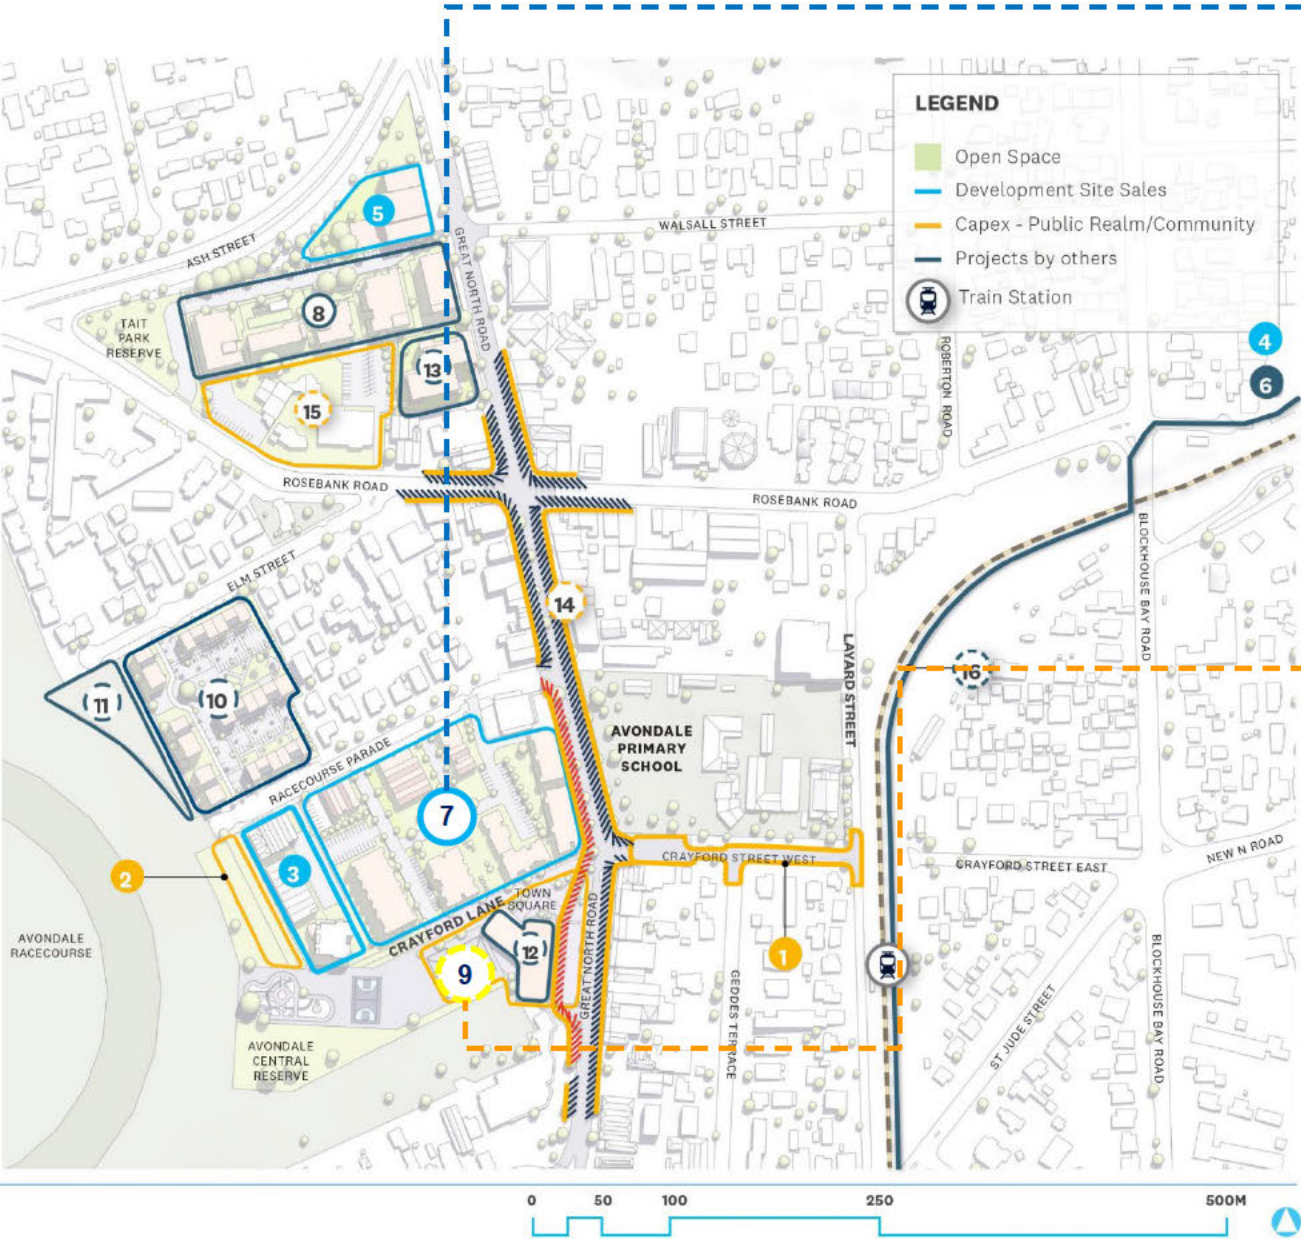 LEGEND
Open Space
Development Site Sales
Capex - Public Realm/Community
Projects by others
Train Station
5
WALSALL STREET
ASH STREET
GREAT NORTH ROAD
8
TAIT
PARK
RESERVE
4
ROBERTON ROAD
13
6
15
ROSEBANK ROAD
ROSEBANK ROAD
BLOCKHOUSE BAY ROAD
ELM STREET
14
LAYARD STREET
16
10
11
AVONDALE
PRIMARY
SCHOOL
RACECOURSE PARADE
7
CRAYFORD STREET WEST
CRAYFORD STREET EAST
NEW N ROAD
2
3
TOWN
SQUARE
CRAYFORD LANE
AVONDALE
RACECOURSE
12
GREAT NORTH ROAD
1
9
GEDDES TERRACE
ST JUDE STREET
BLOCKHOUSE BAY ROAD
AVONDALE
CENTRAL
RESERVE
0 50 100 250 500M